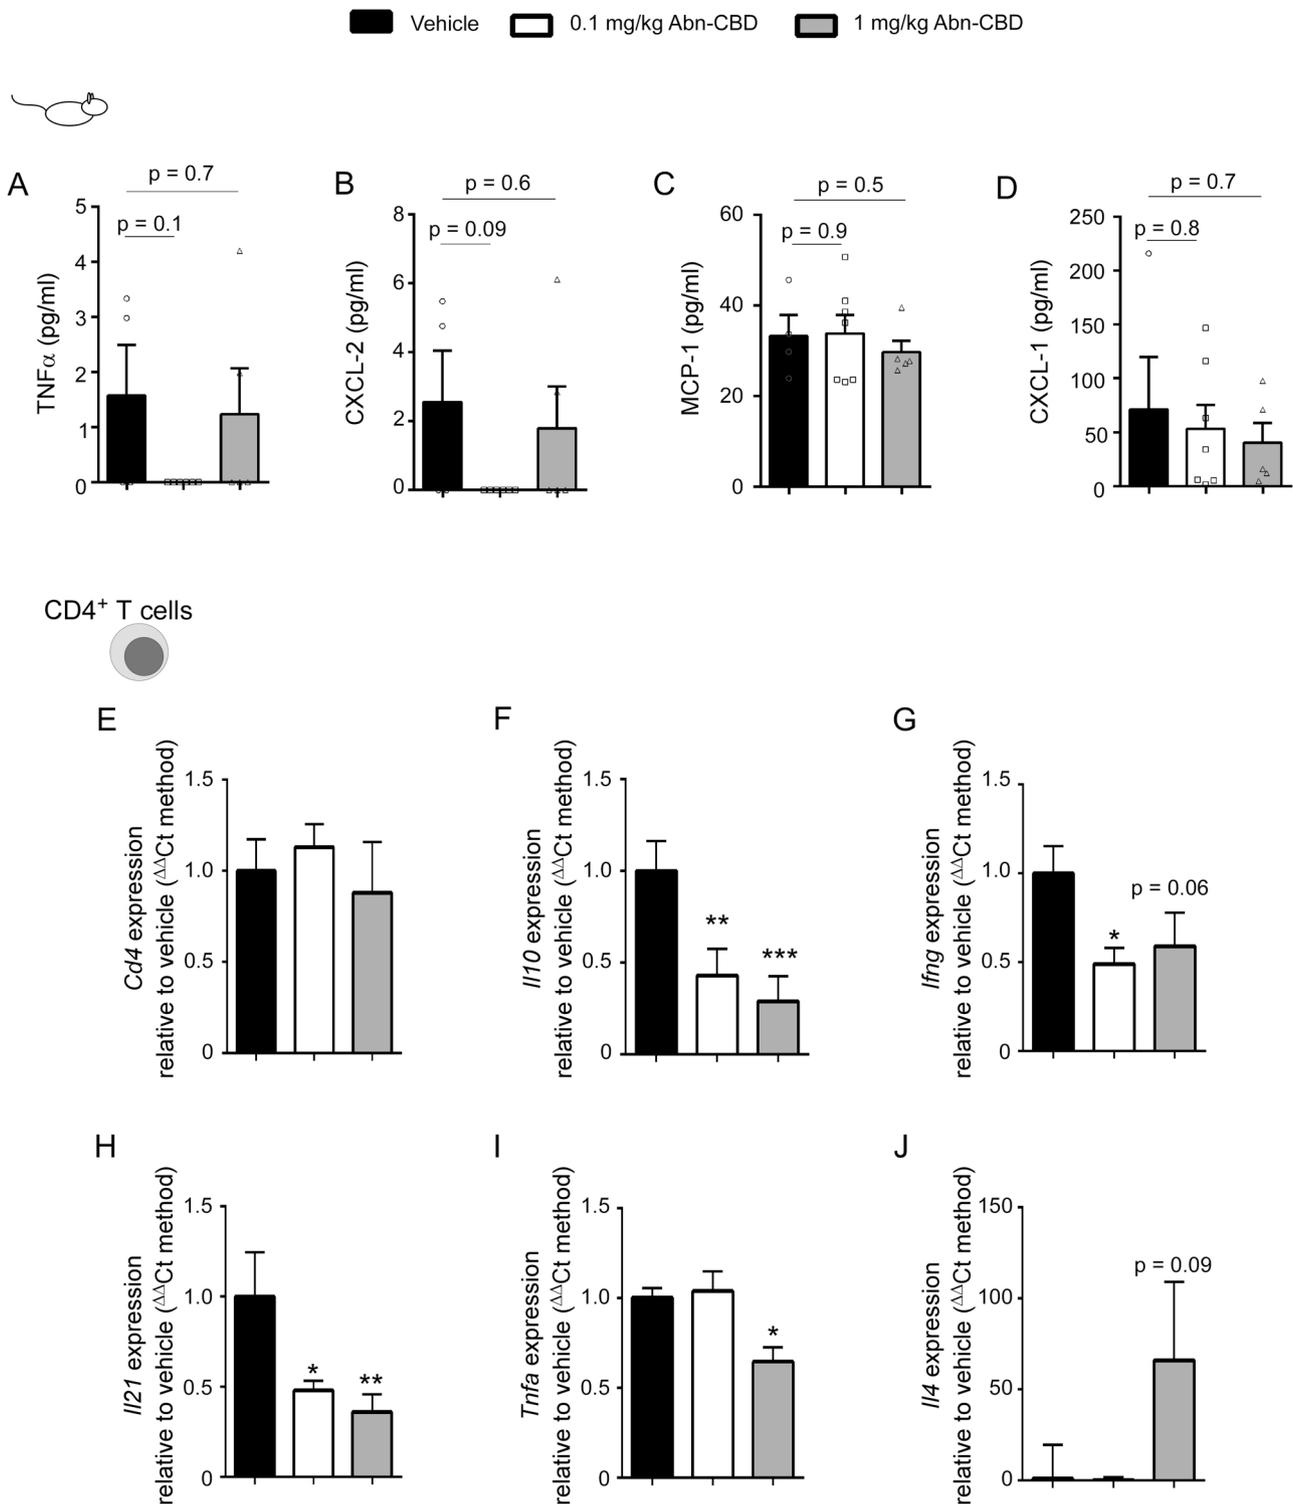 Vehicle 0.1 mg/kg Abn-CBD 1 mg/kg Abn-CBD
A
p = 0.7
p = 0.1
TNFα (pg/ml)
5
4
3
2
1
0
B
p = 0.6
p = 0.09
CXCL-2 (pg/ml)
8
6
4
2
0
C
p = 0.5
p = 0.9
MCP-1 (pg/ml)
60
40
20
0
D
p = 0.7
p = 0.8
CXCL-1 (pg/ml)
250
200
150
100
50
0
CD4+ T cells
E
Cd4 expression
relative to vehicle (ΔΔCt method)
1.5
1.0
0.5
0
F
Il10 expression
relative to vehicle (ΔΔCt method)
1.5
1.0
0.5
0
**
***
G
Ifng expression
relative to vehicle (ΔΔCt method)
1.5
1.0
0.5
0
*
p = 0.06
H
Il21 expression
relative to vehicle (ΔΔCt method)
1.5
1.0
0.5
0
*
**
I
Tnfa expression
relative to vehicle (ΔΔCt method)
1.5
1.0
0.5
0
*
J
Il4 expression
relative to vehicle (ΔΔCt method)
150
100
50
0
p = 0.09